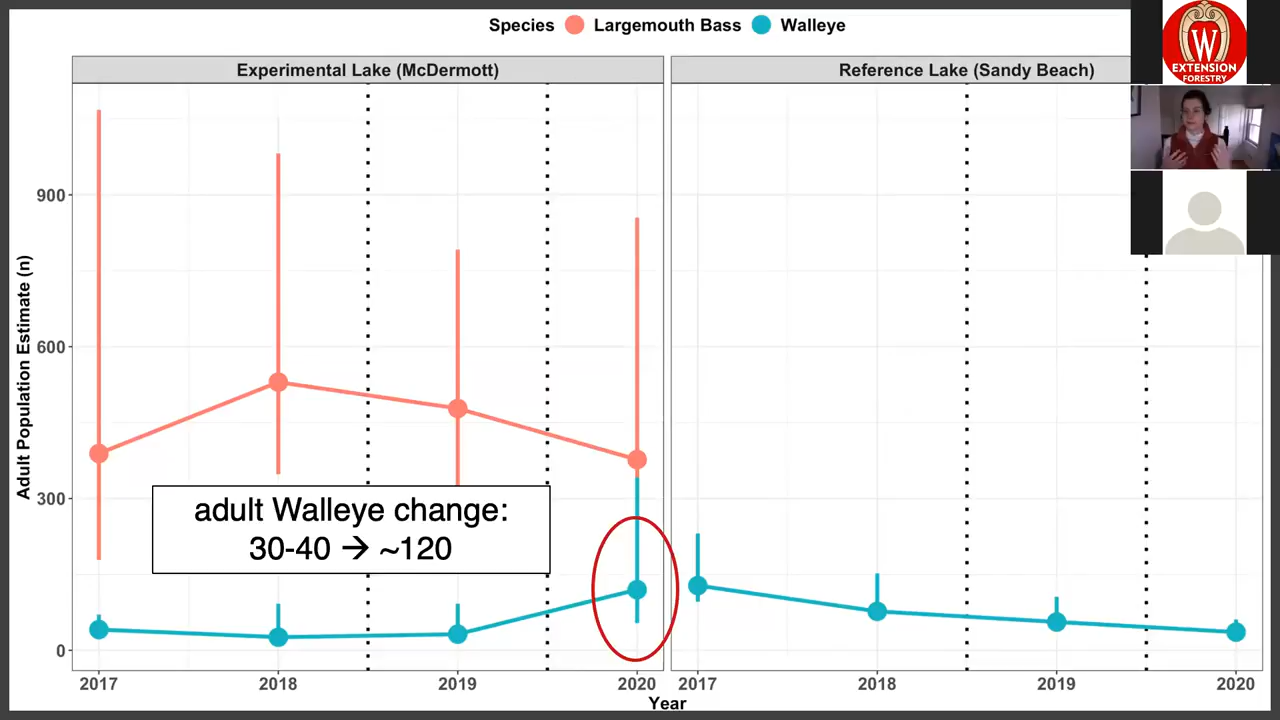 Species Largemouth Bass Walleye
Experimental Lake (McDermott)
Reference Lake (Sandy Beach)
W
EXTENSION
FORESTRY
Adult Population Estimate (n)
900
600
300
0
adult Walleye change:
30-40 → ~120
2017 2018 2019 2020
2017 2018 2019 2020
Year